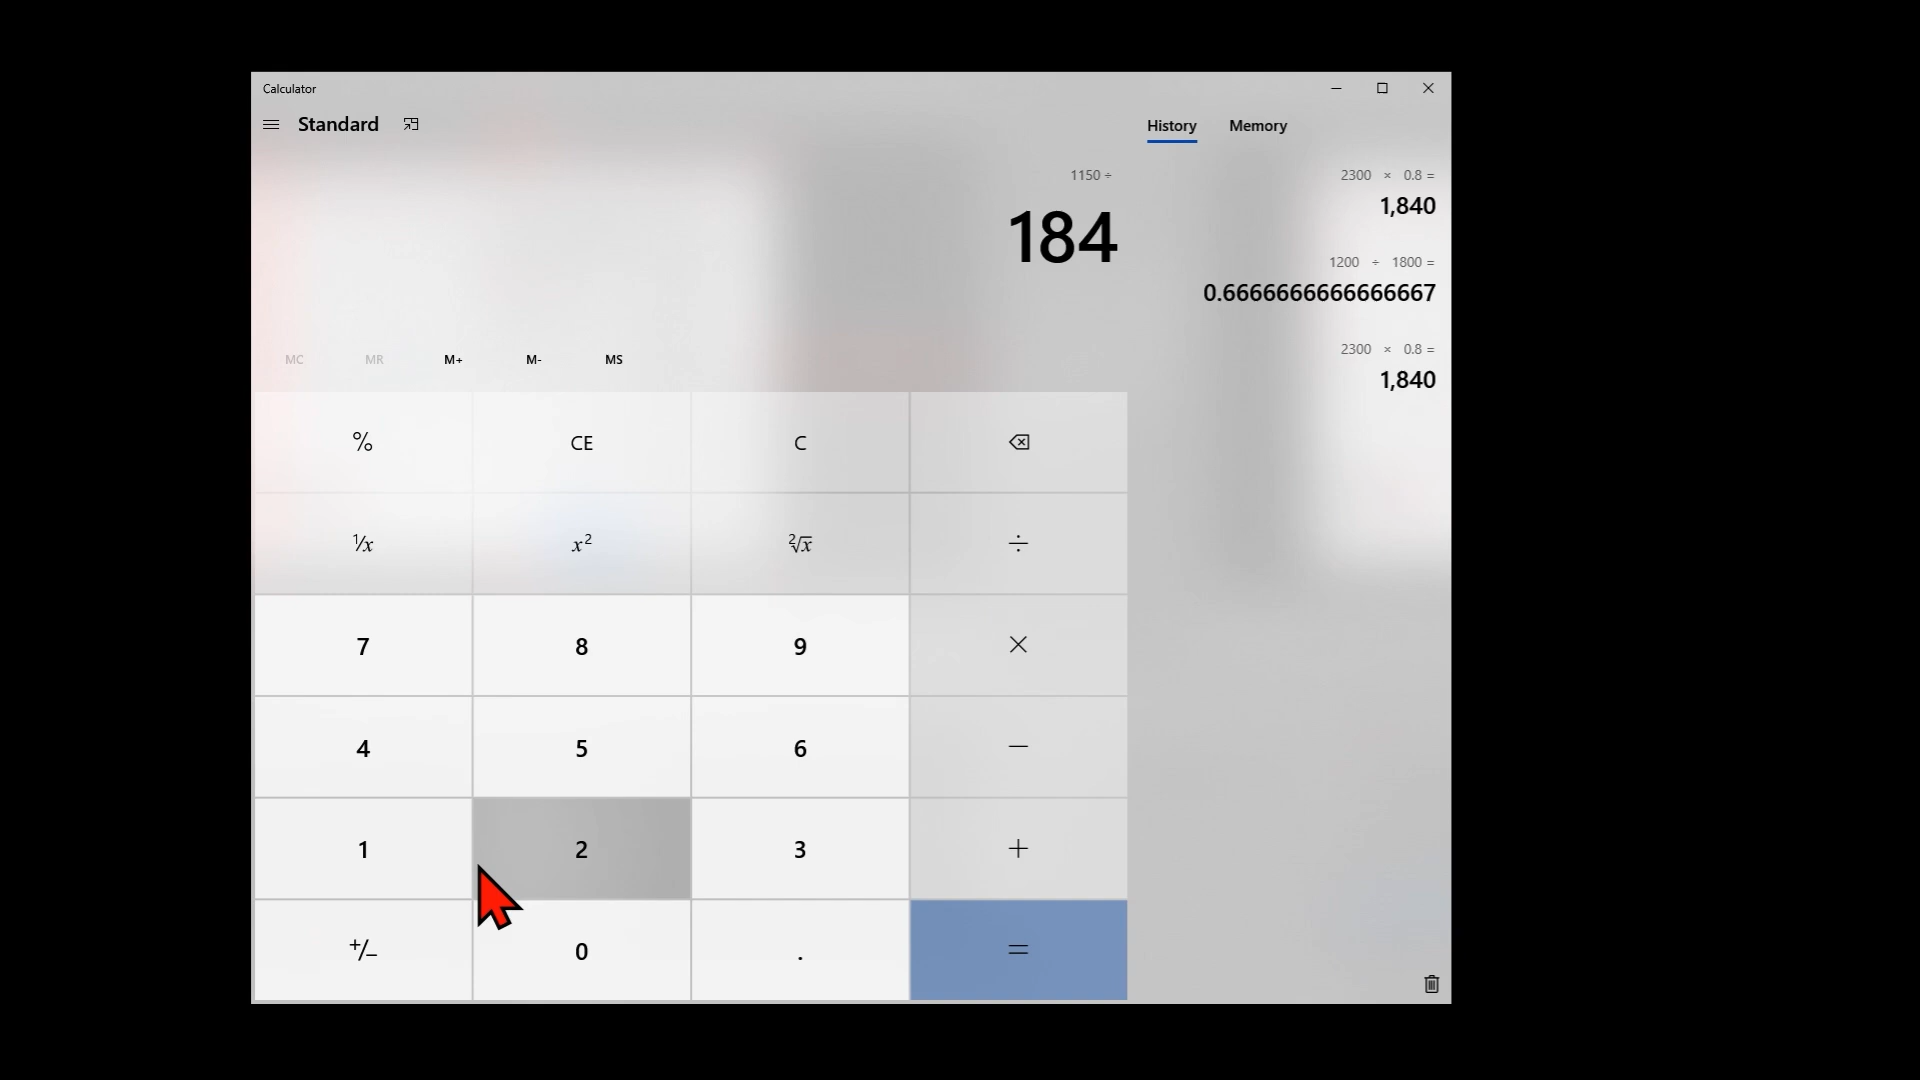 Calculator
Standard
History Memory
1150 ÷
184
2300 × 0.8 =
1,840
1200 ÷ 1800 =
0.6666666666666667
2300 × 0.8 =
1,840
MC MR M+ M- MS
% CE C
1/x x² ²√x ÷
7 8 9 ×
4 5 6 −
1 2 3 +
+/− 0 . =